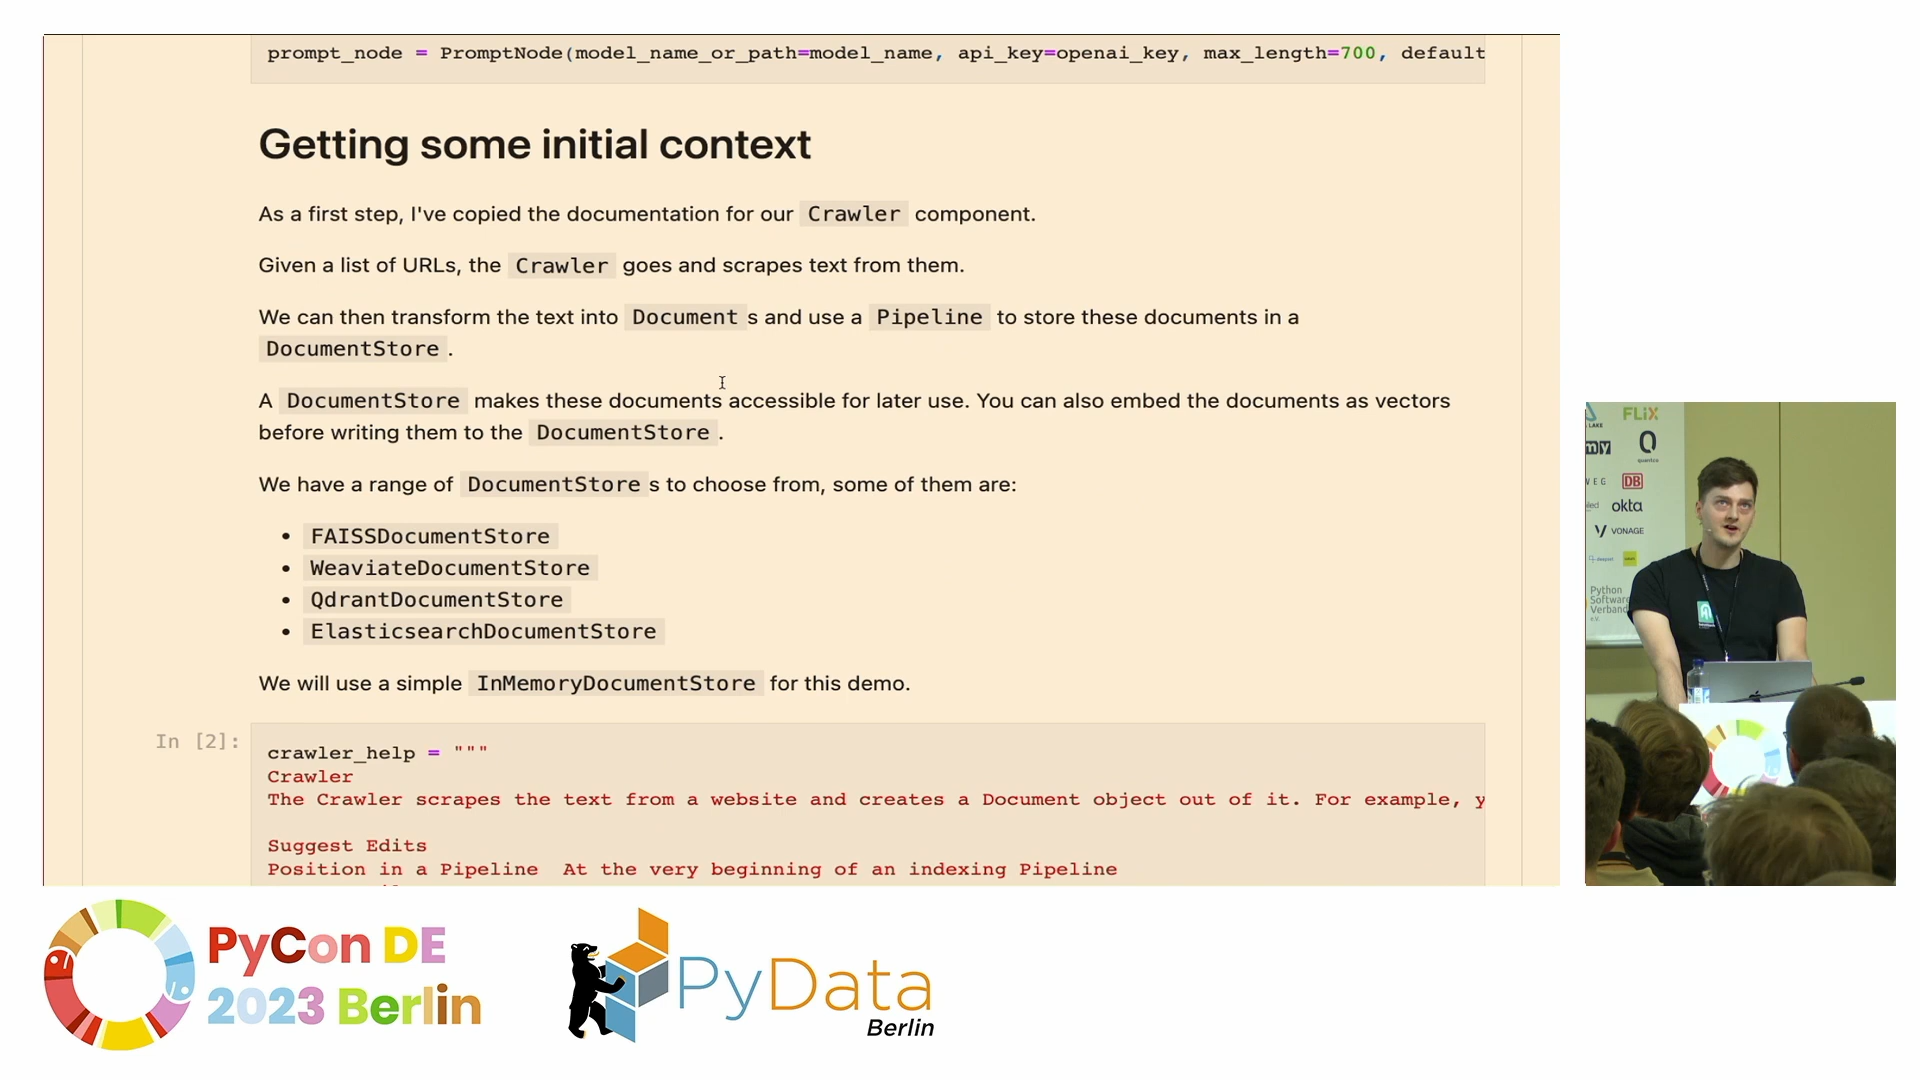 prompt_node = PromptNode(model_name_or_path=model_name, api_key=openai_key, max_length=700, default
Getting some initial context
As a first step, I've copied the documentation for our Crawler component.
Given a list of URLs, the Crawler goes and scrapes text from them.
We can then transform the text into Document s and use a Pipeline to store these documents in a
DocumentStore .
A DocumentStore makes these documents accessible for later use. You can also embed the documents as vectors
before writing them to the DocumentStore .
We have a range of DocumentStore s to choose from, some of them are:
• FAISSDocumentStore
• WeaviateDocumentStore
• QdrantDocumentStore
• ElasticsearchDocumentStore
We will use a simple InMemoryDocumentStore for this demo.
In [2]:
crawler_help = """
Crawler
The Crawler scrapes the text from a website and creates a Document object out of it. For example, y
Suggest Edits
Position in a Pipeline  At the very beginning of an indexing Pipeline
FLiX
LAKE
DB
okta
VONAGE
Python
Software
Verband
e.V.
PyCon DE
2023 Berlin
PyData
Berlin